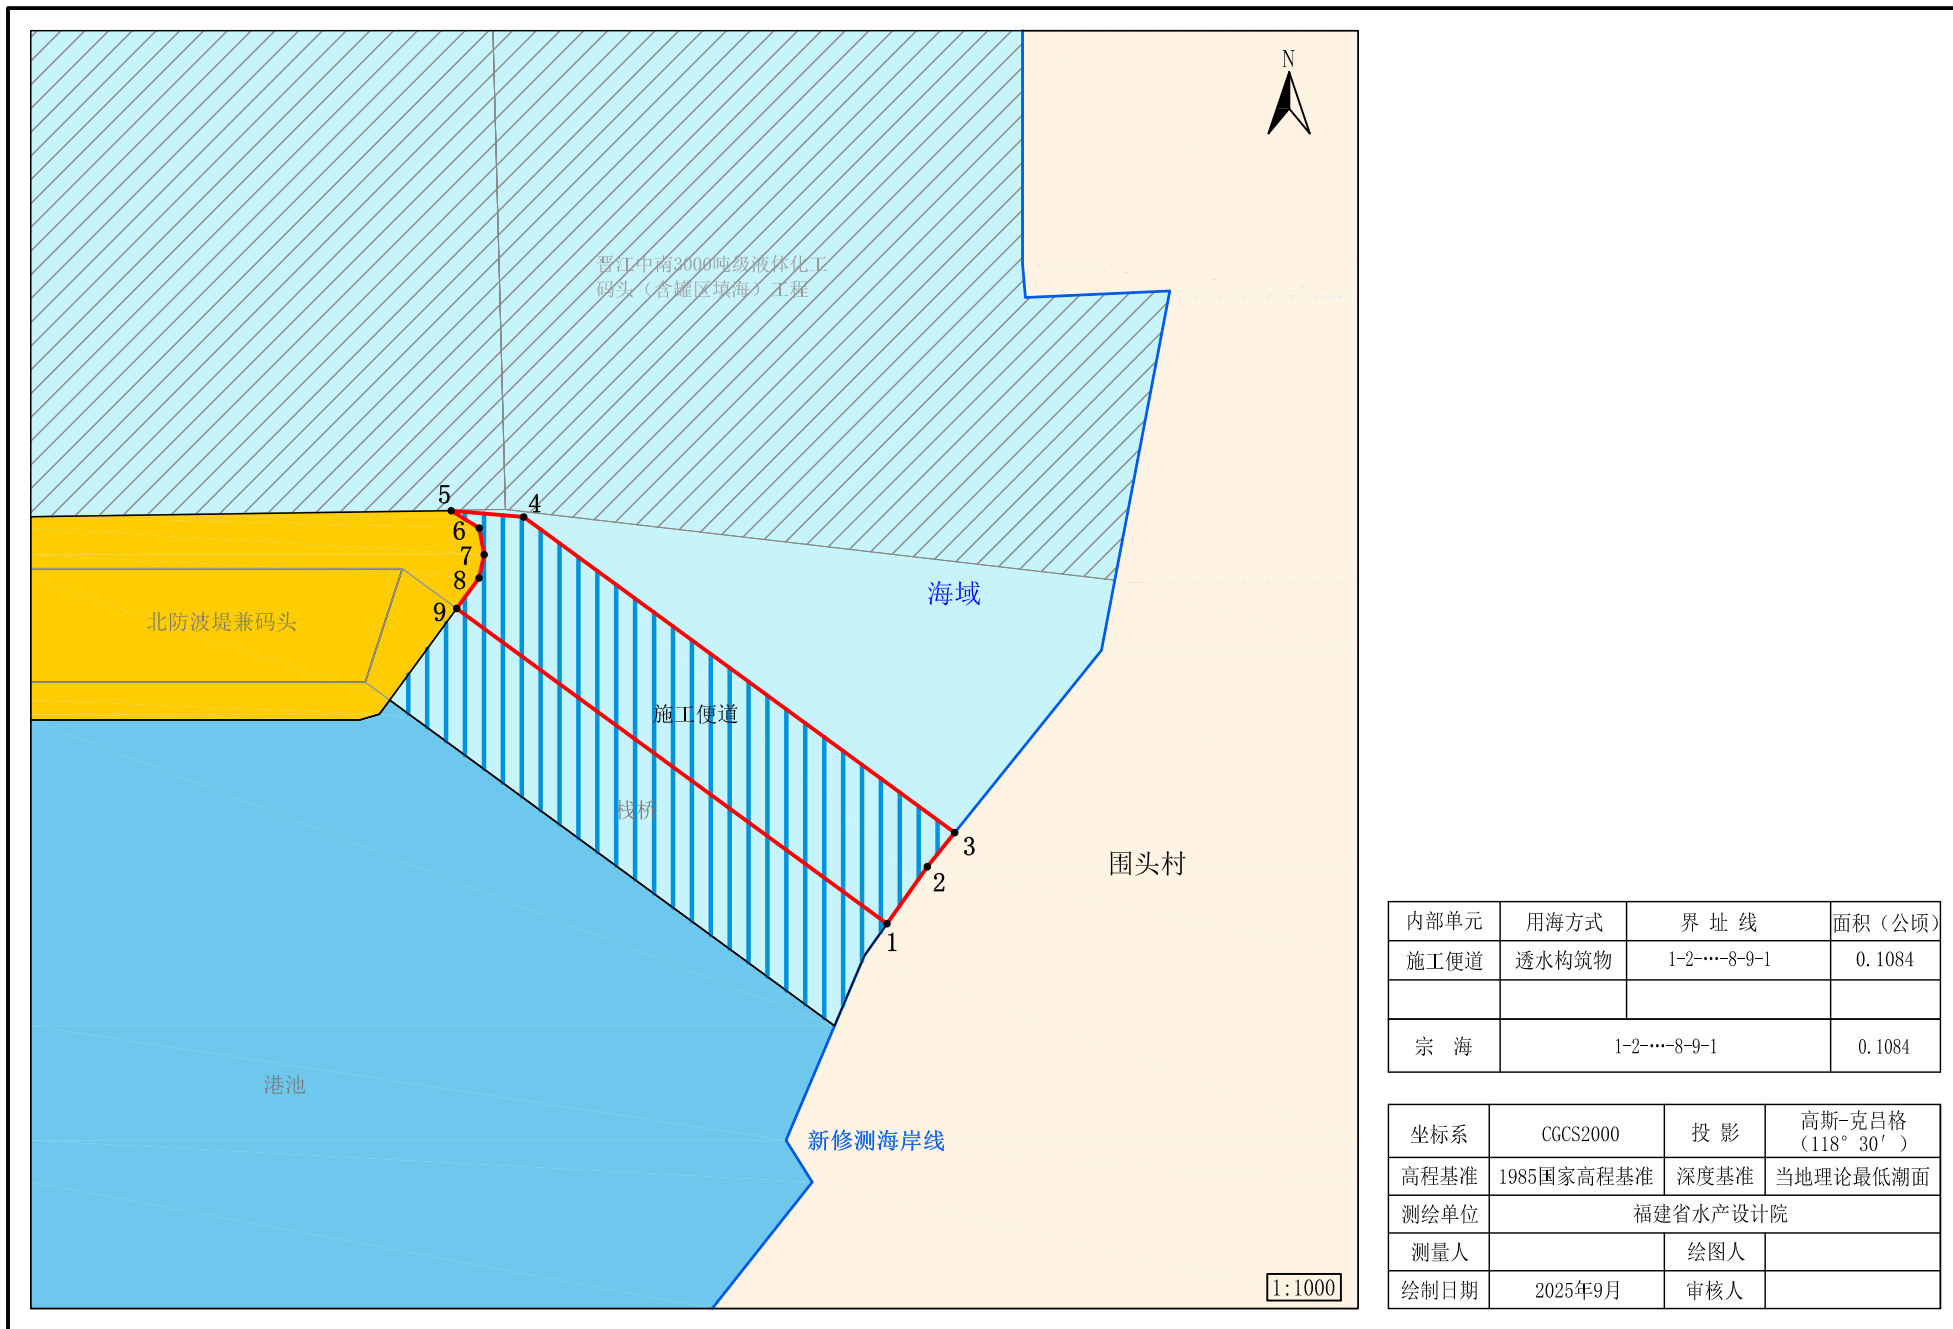 N
晋江中南3000吨级液体化工
码头（含罐区填海）工程
5
4
6
7
8
9
海域
北防波堤兼码头
施工便道
栈桥
3
2
1
围头村
港池
新修测海岸线
1:1000
内部单元 用海方式 界 址 线 面积（公顷）
施工便道 透水构筑物 1-2-…-8-9-1 0.1084
宗 海 1-2-…-8-9-1 0.1084
坐标系 CGCS2000 投 影 高斯-克吕格
（118° 30′ ）
高程基准 1985国家高程基准 深度基准 当地理论最低潮面
测绘单位 福建省水产设计院
测量人 绘图人
绘制日期 2025年9月 审核人